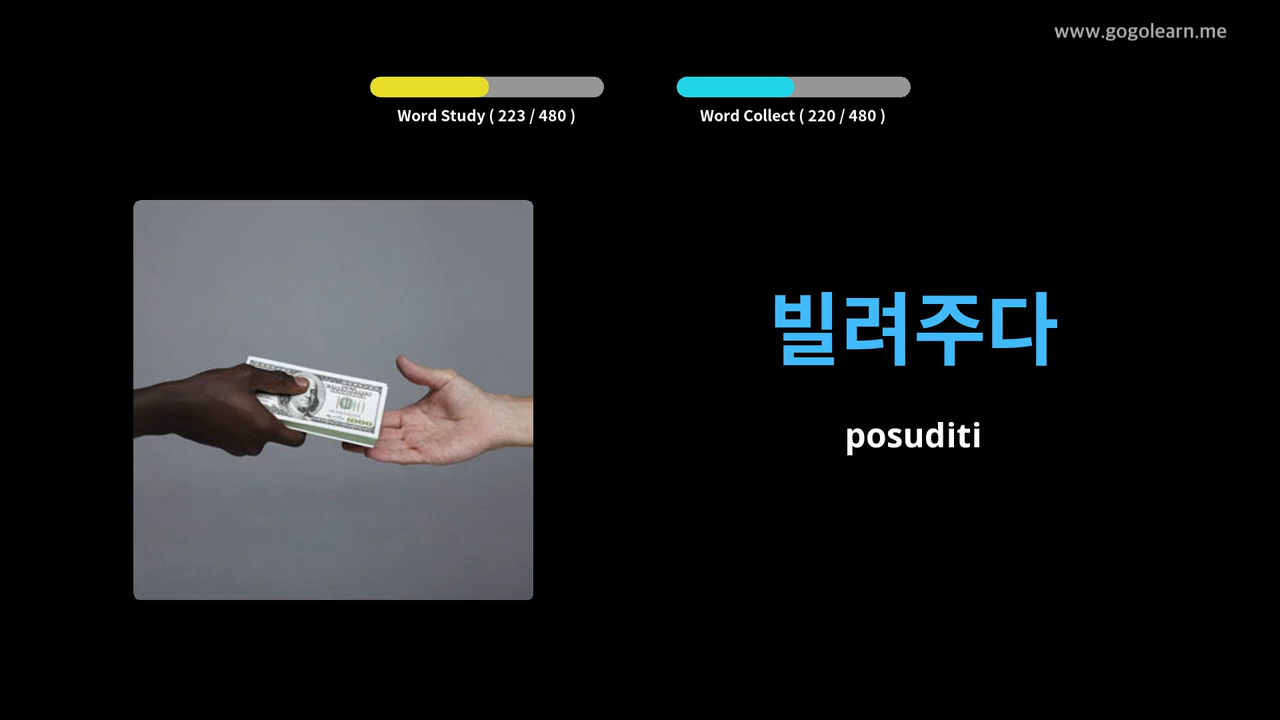 www.gogolearn.me
Word Study ( 223 / 480 )
Word Collect ( 220 / 480 )
빌려주다
posuditi